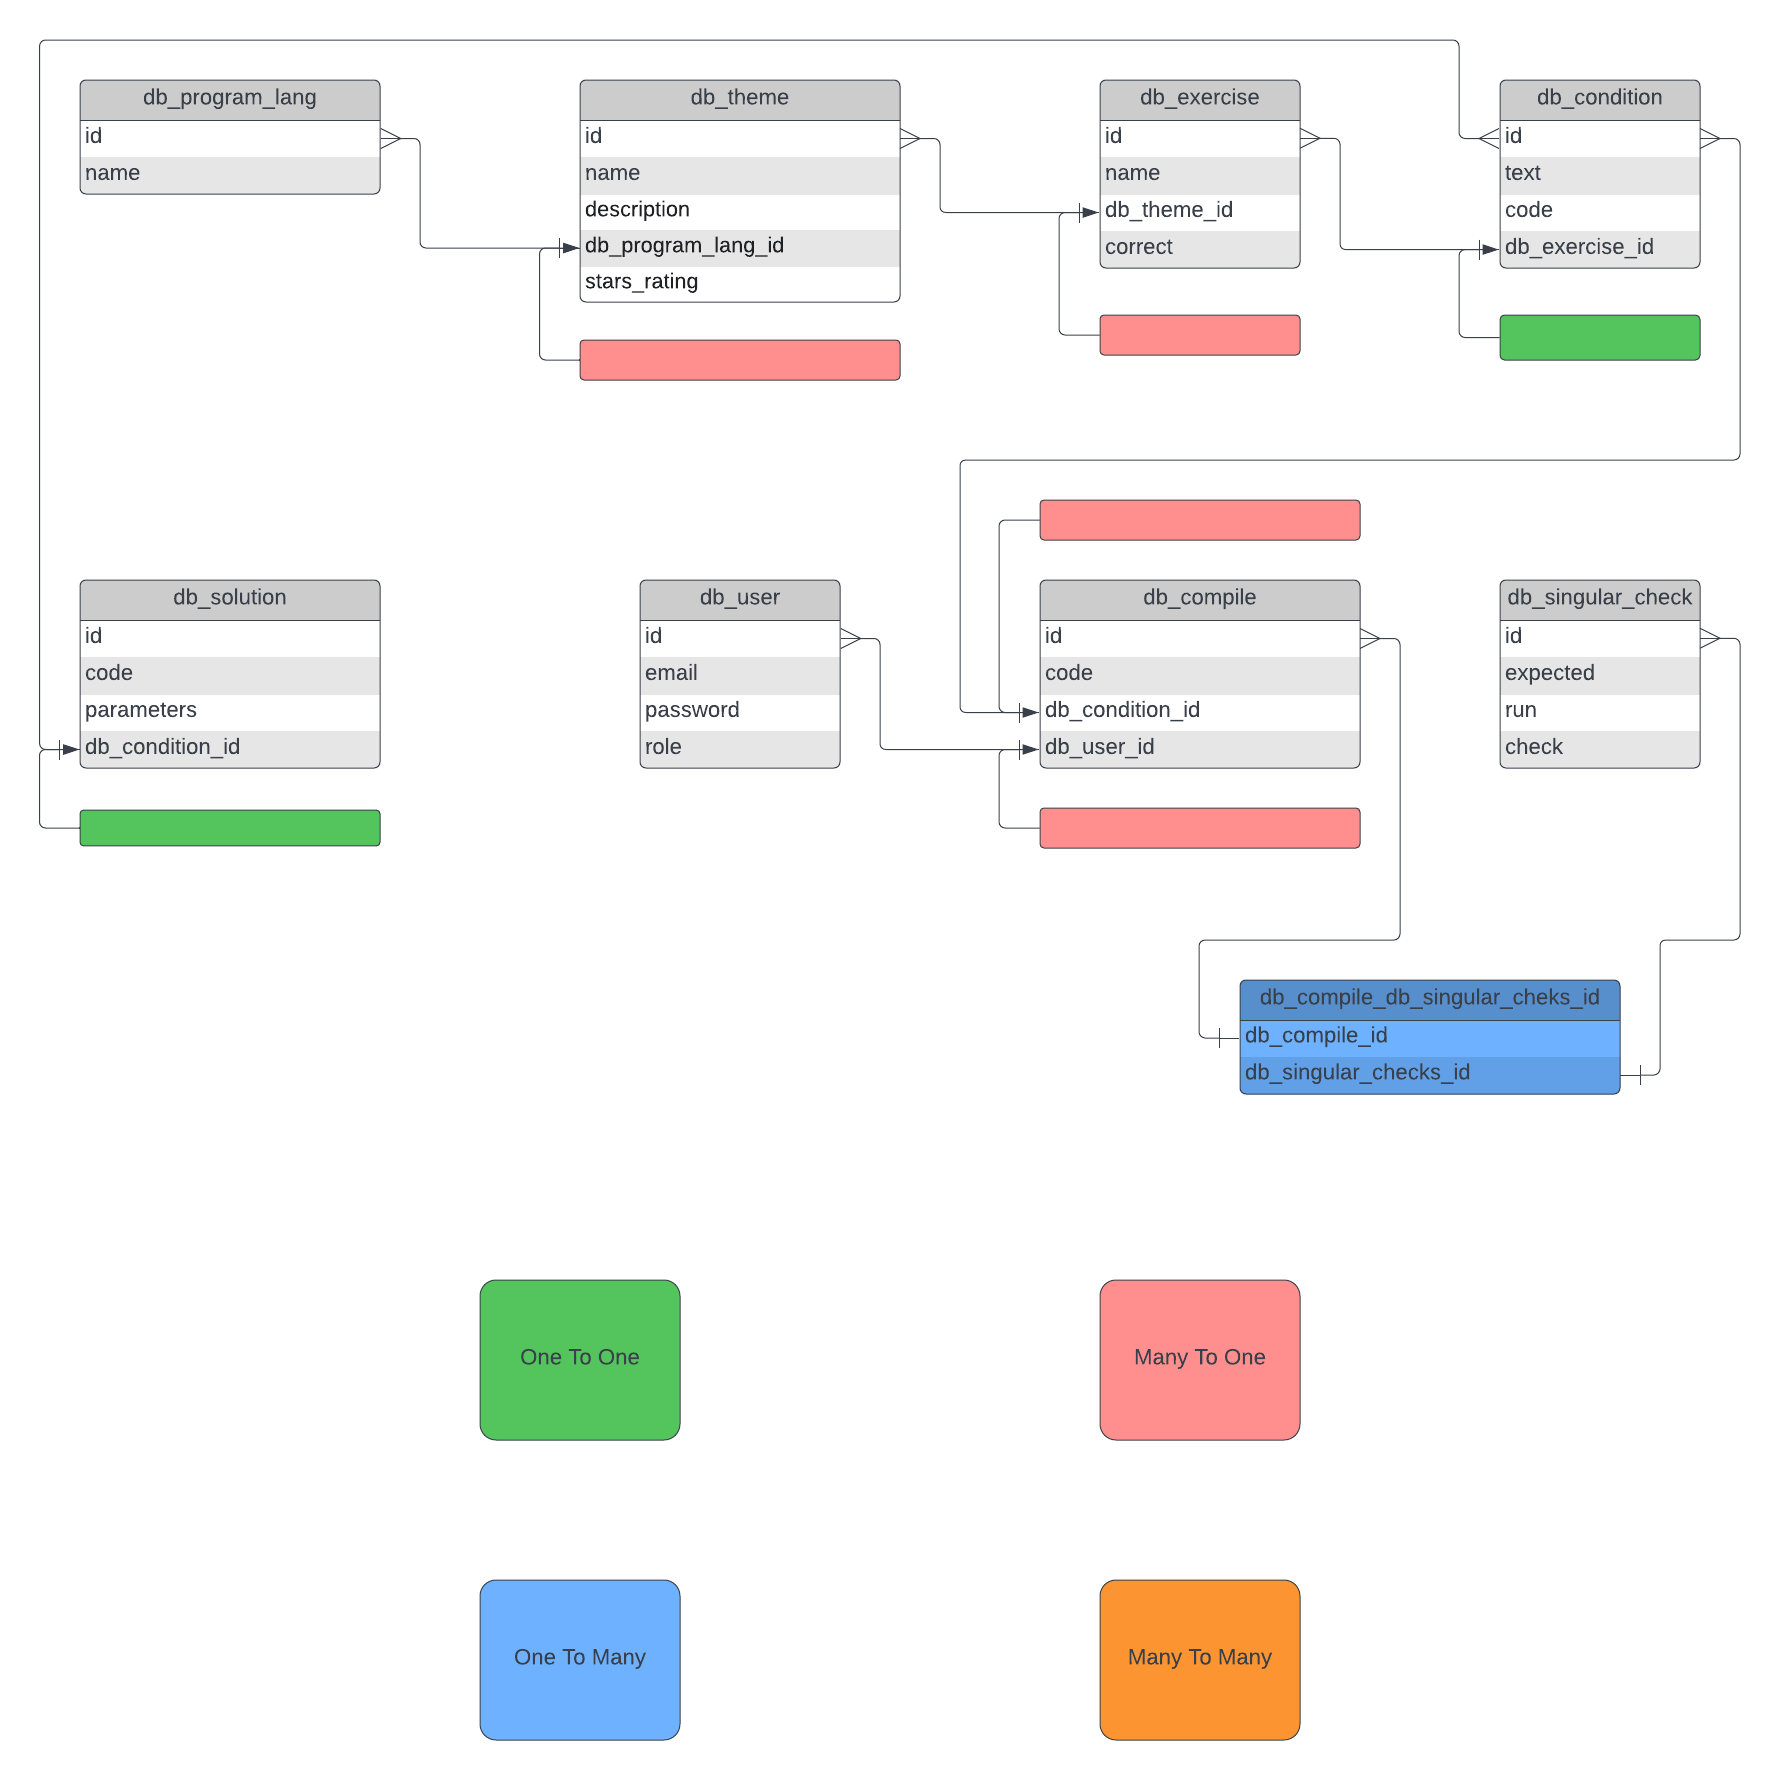 db_program_lang
id
name
db_theme
id
name
description
db_program_lang_id
stars_rating
db_exercise
id
name
db_theme_id
correct
db_condition
id
text
code
db_exercise_id
db_solution
id
code
parameters
db_condition_id
db_user
id
email
password
role
db_compile
id
code
db_condition_id
db_user_id
db_singular_check
id
expected
run
check
db_compile_db_singular_cheks_id
db_compile_id
db_singular_checks_id
One To One
Many To One
One To Many
Many To Many